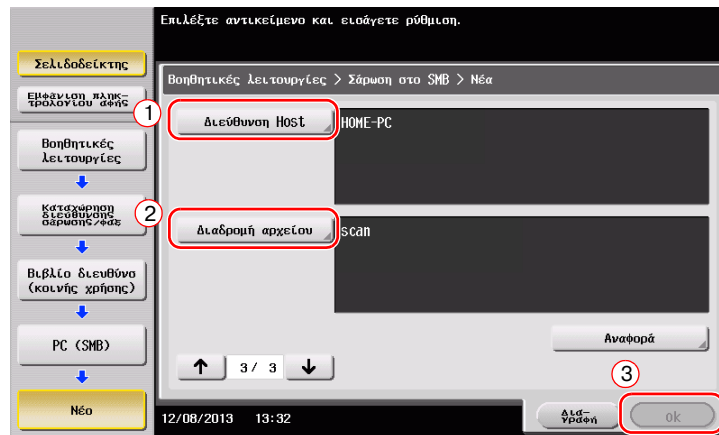 Επιλέξτε αντικείμενο και εισάγετε ρύθμιση.
Σελιδοδείκτης
Εμφάνιση πληκ-
τρολογίου αφής
Βοηθητικές
λειτουργίες
Καταχώρηση
διεύθυνσης
σάρωσης/φαξ
Βιβλίο διευθύνσ
(κοινής χρήσης)
PC (SMB)
Νέο
Βοηθητικές λειτουργίες > Σάρωση στο SMB > Νέα
1
Διεύθυνση Host
HOME-PC
2
Διαδρομή αρχείου
scan
Αναφορά
↑ 3/ 3 ↓
3
12/08/2013 13:32
Δια-
γραφή
ok